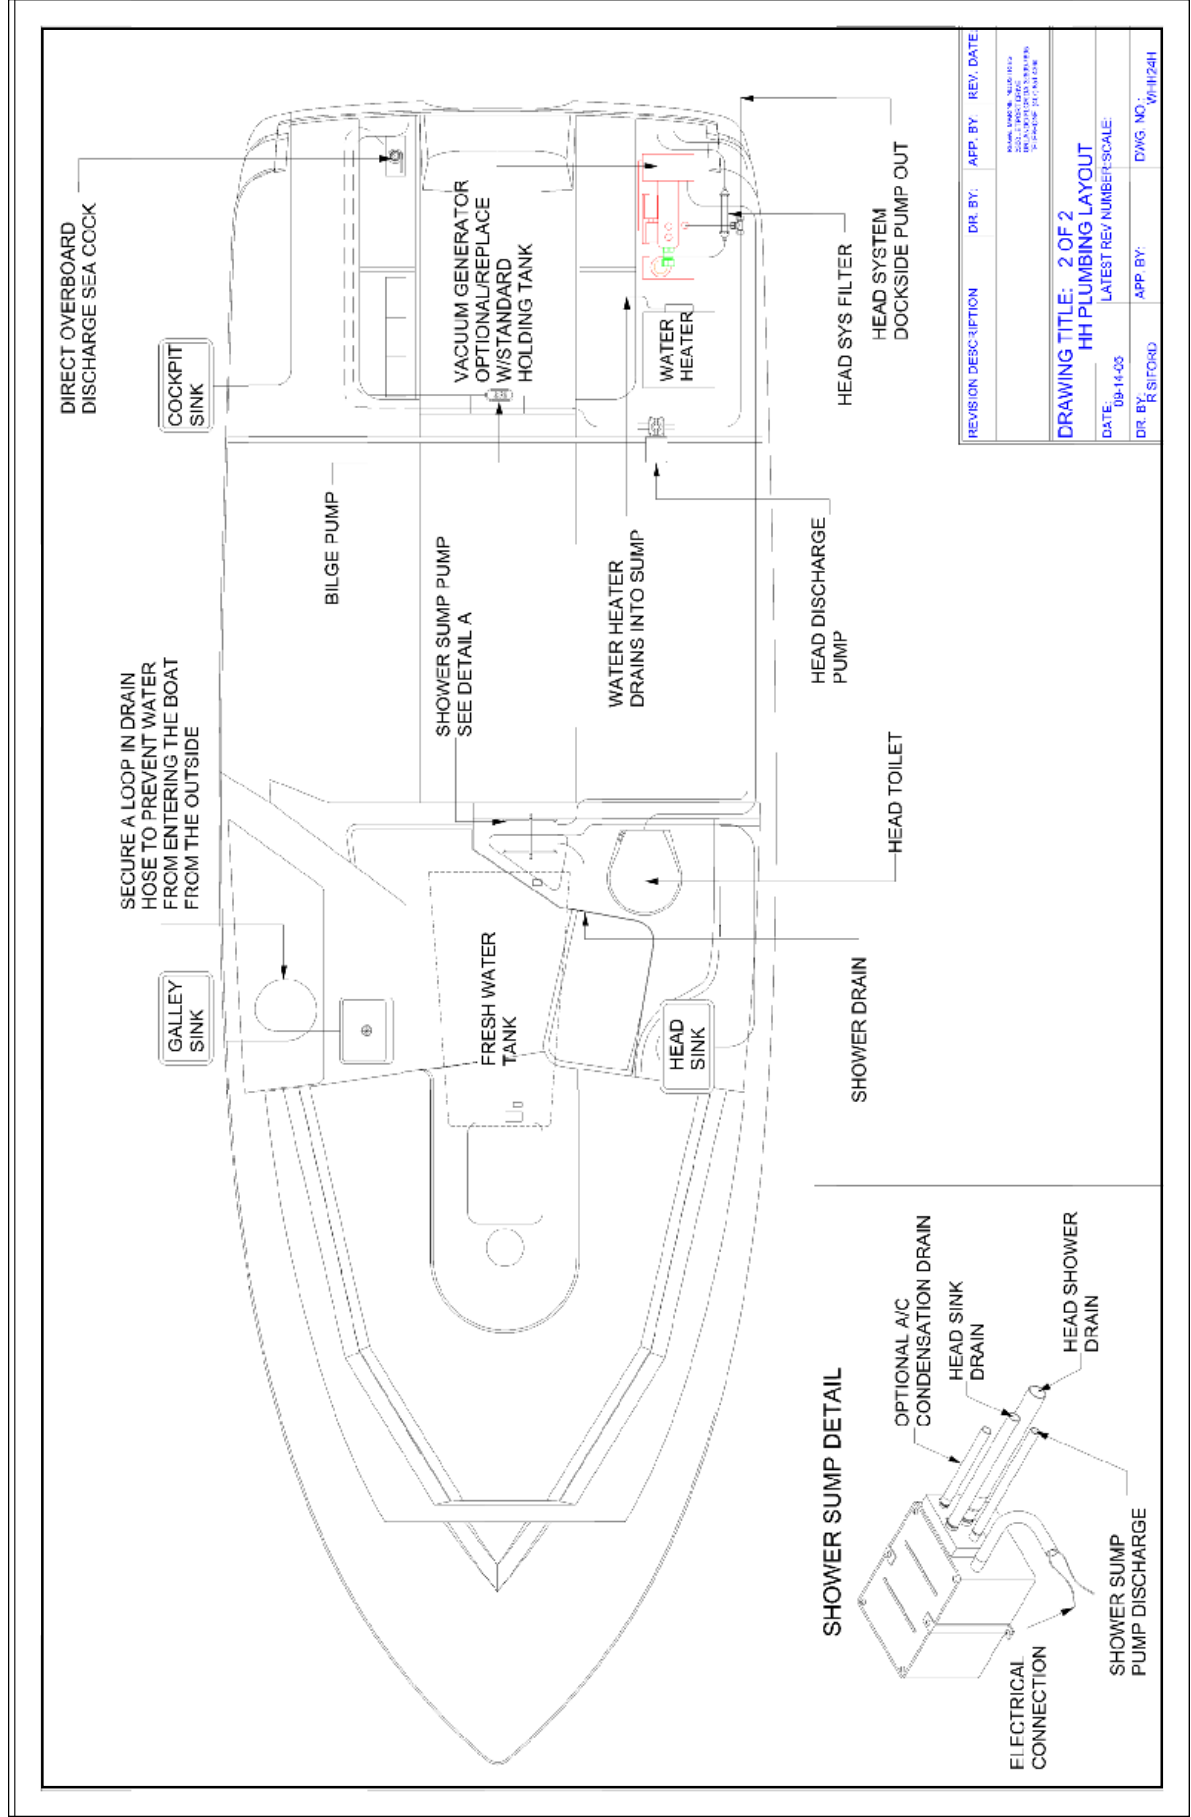 DIRECT OVERBOARD
DISCHARGE SEA COCK
COCKPIT
SINK
BILGE PUMP
VACUUM GENERATOR
OPTIONAL/REPLACE
W/STANDARD
HOLDING TANK
WATER
HEATER
HEAD SYS FILTER
HEAD SYSTEM
DOCKSIDE PUMP OUT
SECURE A LOOP IN DRAIN
HOSE TO PREVENT WATER
FROM ENTERING THE BOAT
FROM THE OUTSIDE
SHOWER SUMP PUMP
SEE DETAIL A
WATER HEATER
DRAINS INTO SUMP
HEAD DISCHARGE
PUMP
HEAD TOILET
GALLEY
SINK
FRESH WATER
TANK
HEAD
SINK
SHOWER DRAIN
SHOWER SUMP DETAIL
OPTIONAL A/C
CONDENSATION DRAIN
HEAD SINK
DRAIN
HEAD SHOWER
DRAIN
ELECTRICAL
CONNECTION
SHOWER SUMP
PUMP DISCHARGE
REVISION DESCRIPTION DR. BY: APP. BY. REV. DATE:
DRAWING TITLE: 2 OF 2
HH PLUMBING LAYOUT
DATE: LATEST REV NUMBER: SCALE:
09-14-05
DR. BY. APP. BY: DWG. NO.:
R SIFORD WHH24H